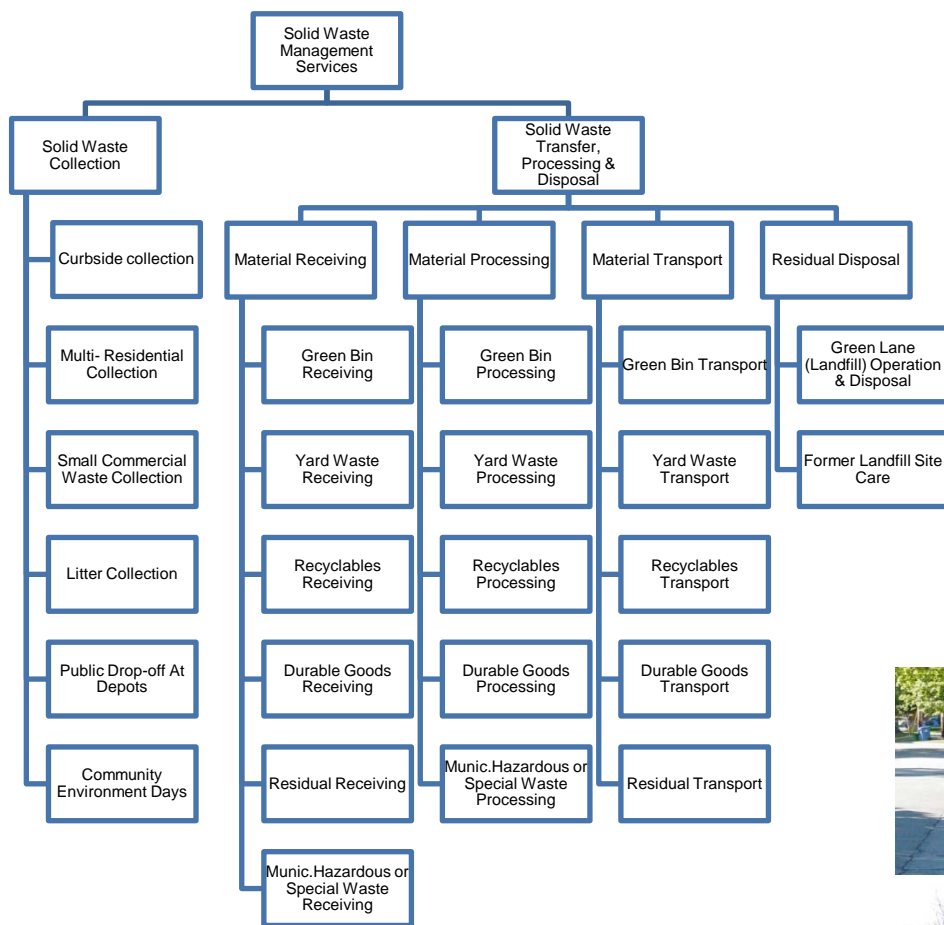 Solid Waste
Management
Services
Solid Waste
Collection
Solid Waste
Transfer,
Processing &
Disposal
Curbside collection
Multi- Residential
Collection
Small Commercial
Waste Collection
Litter Collection
Public Drop-off At
Depots
Community
Environment Days
Material Receiving
Green Bin
Receiving
Yard Waste
Receiving
Recyclables
Receiving
Durable Goods
Receiving
Residual Receiving
Munic.Hazardous or
Special Waste
Receiving
Material Processing
Green Bin
Processing
Yard Waste
Processing
Recyclables
Processing
Durable Goods
Processing
Munic.Hazardous or
Special Waste
Processing
Material Transport
Green Bin Transport
Yard Waste
Transport
Recyclables
Transport
Durable Goods
Transport
Residual Transport
Residual Disposal
Green Lane
(Landfill) Operation
& Disposal
Former Landfill Site
Care